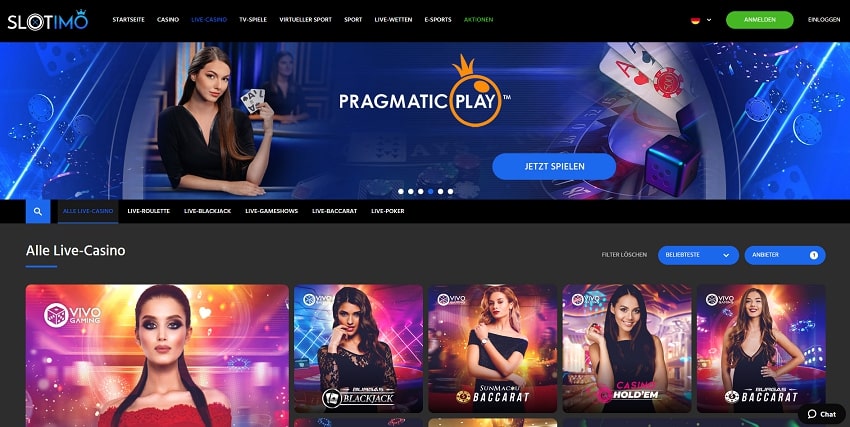 SLOTIMO
STARTSEITE CASINO LIVE-CASINO TV-SPIELE VIRTUELLER SPORT SPORT LIVE-WETTEN E-SPORTS AKTIONEN ANMELDEN EINLOGGEN
PRAGMATIC PLAY™
JETZT SPIELEN
ALLE LIVE-CASINO LIVE-ROULETTE LIVE-BLACKJACK LIVE-GAMESHOWS LIVE-BACCARAT LIVE-POKER
Alle Live-Casino
FILTER LÖSCHEN BELIEBTESTE ANBIETER 1
VIVO GAMING
VIVO GAMING
BURGAS
BLACKJACK
VIVO GAMING
SUNMACAU
BACCARAT
VIVO GAMING
CASINO
HOLD'EM
VIVO GAMING
BURGAS
BACCARAT
Chat